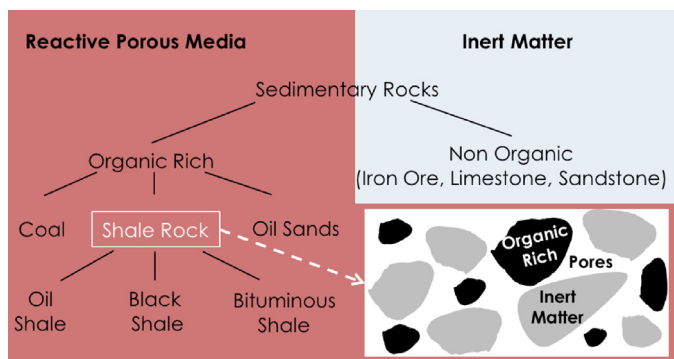 Reactive Porous Media
Inert Matter
Sedimentary Rocks
Organic Rich
Non Organic
(Iron Ore, Limestone, Sandstone)
Coal
Shale Rock
Oil Sands
Oil
Shale
Black
Shale
Bituminous
Shale
Organic
Rich
Pores
Inert
Matter